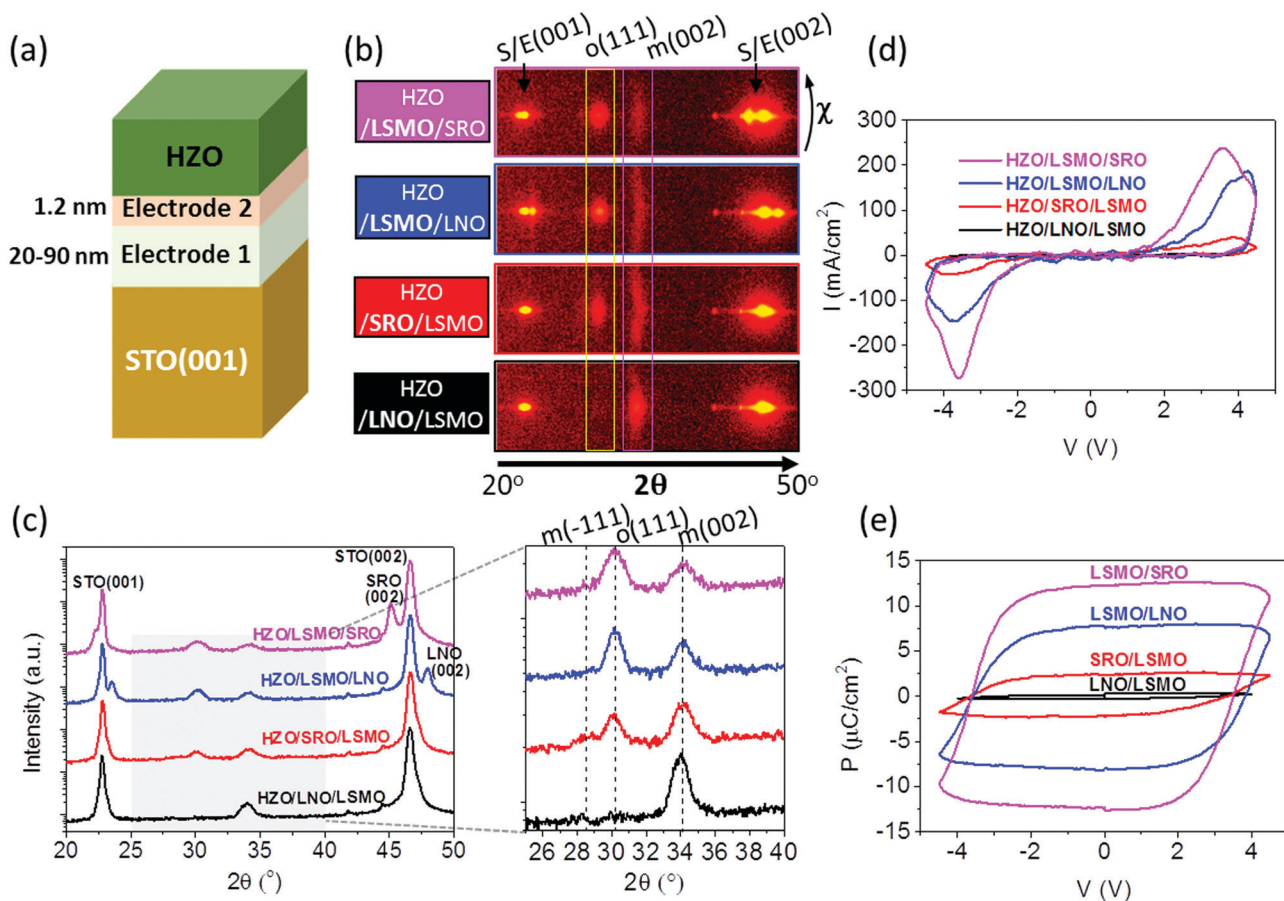 (a)
HZO
1.2 nm
Electrode 2
20-90 nm
Electrode 1
STO(001)
(b)
S/E(001)
o(111)
m(002)
S/E(002)
HZO
/LSMO/SRO
χ
HZO
/LSMO/LNO
HZO
/SRO/LSMO
HZO
/LNO/LSMO
20º
2θ
50º
(c)
STO(001)
STO(002)
SRO
(002)
HZO/LSMO/SRO
LNO
(002)
HZO/LSMO/LNO
HZO/SRO/LSMO
HZO/LNO/LSMO
Intensity (a.u.)
20 25 30 35 40 45 50
2θ (°)
m(-111)
o(111)
m(002)
26 28 30 32 34 36 38 40
2θ (°)
(d)
300
200
100
0
-100
-200
-300
I (mA/cm²)
HZO/LSMO/SRO
HZO/LSMO/LNO
HZO/SRO/LSMO
HZO/LNO/LSMO
-4 -2 0 2 4
V (V)
(e)
15
10
5
0
-5
-10
-15
P (μC/cm²)
LSMO/SRO
LSMO/LNO
SRO/LSMO
LNO/LSMO
-4 -2 0 2 4
V (V)